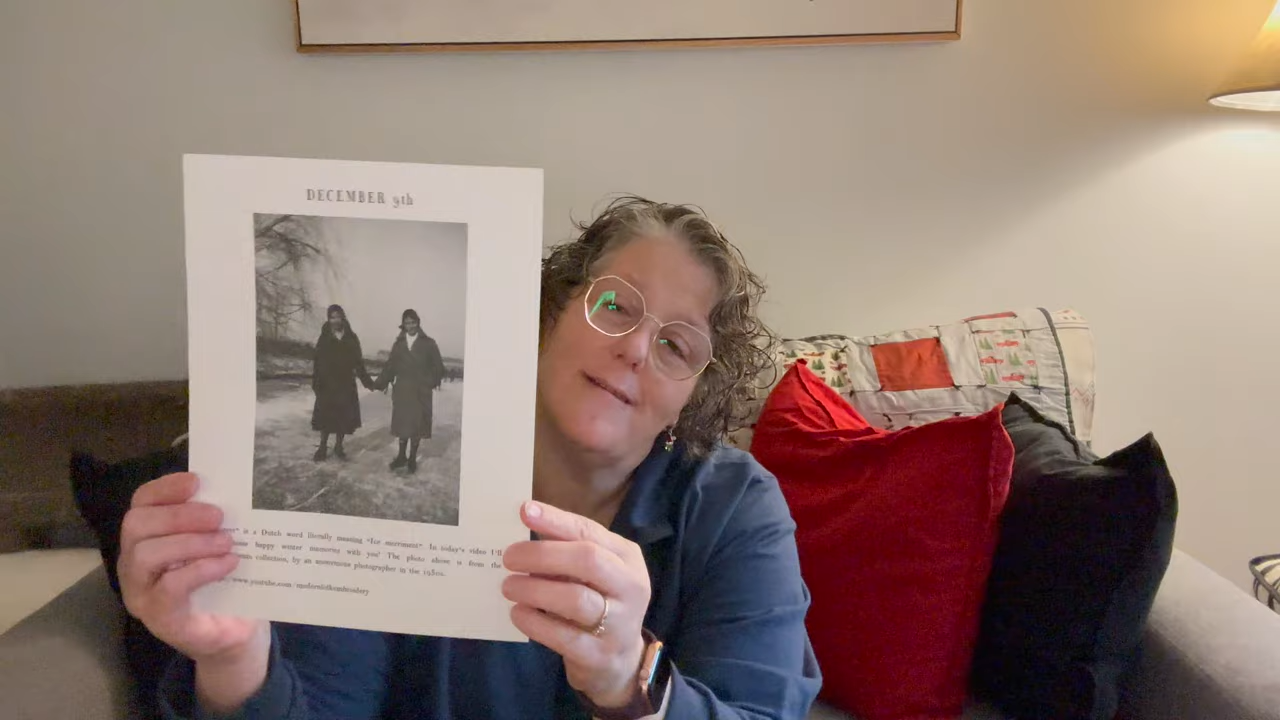 DECEMBER 9th
is a Dutch word literally meaning "Ice merriment". In today's video I'll
happy winter memories with you! The photo above is from the
collection, by an anonymous photographer in the 1930s.
www.youtube.com/